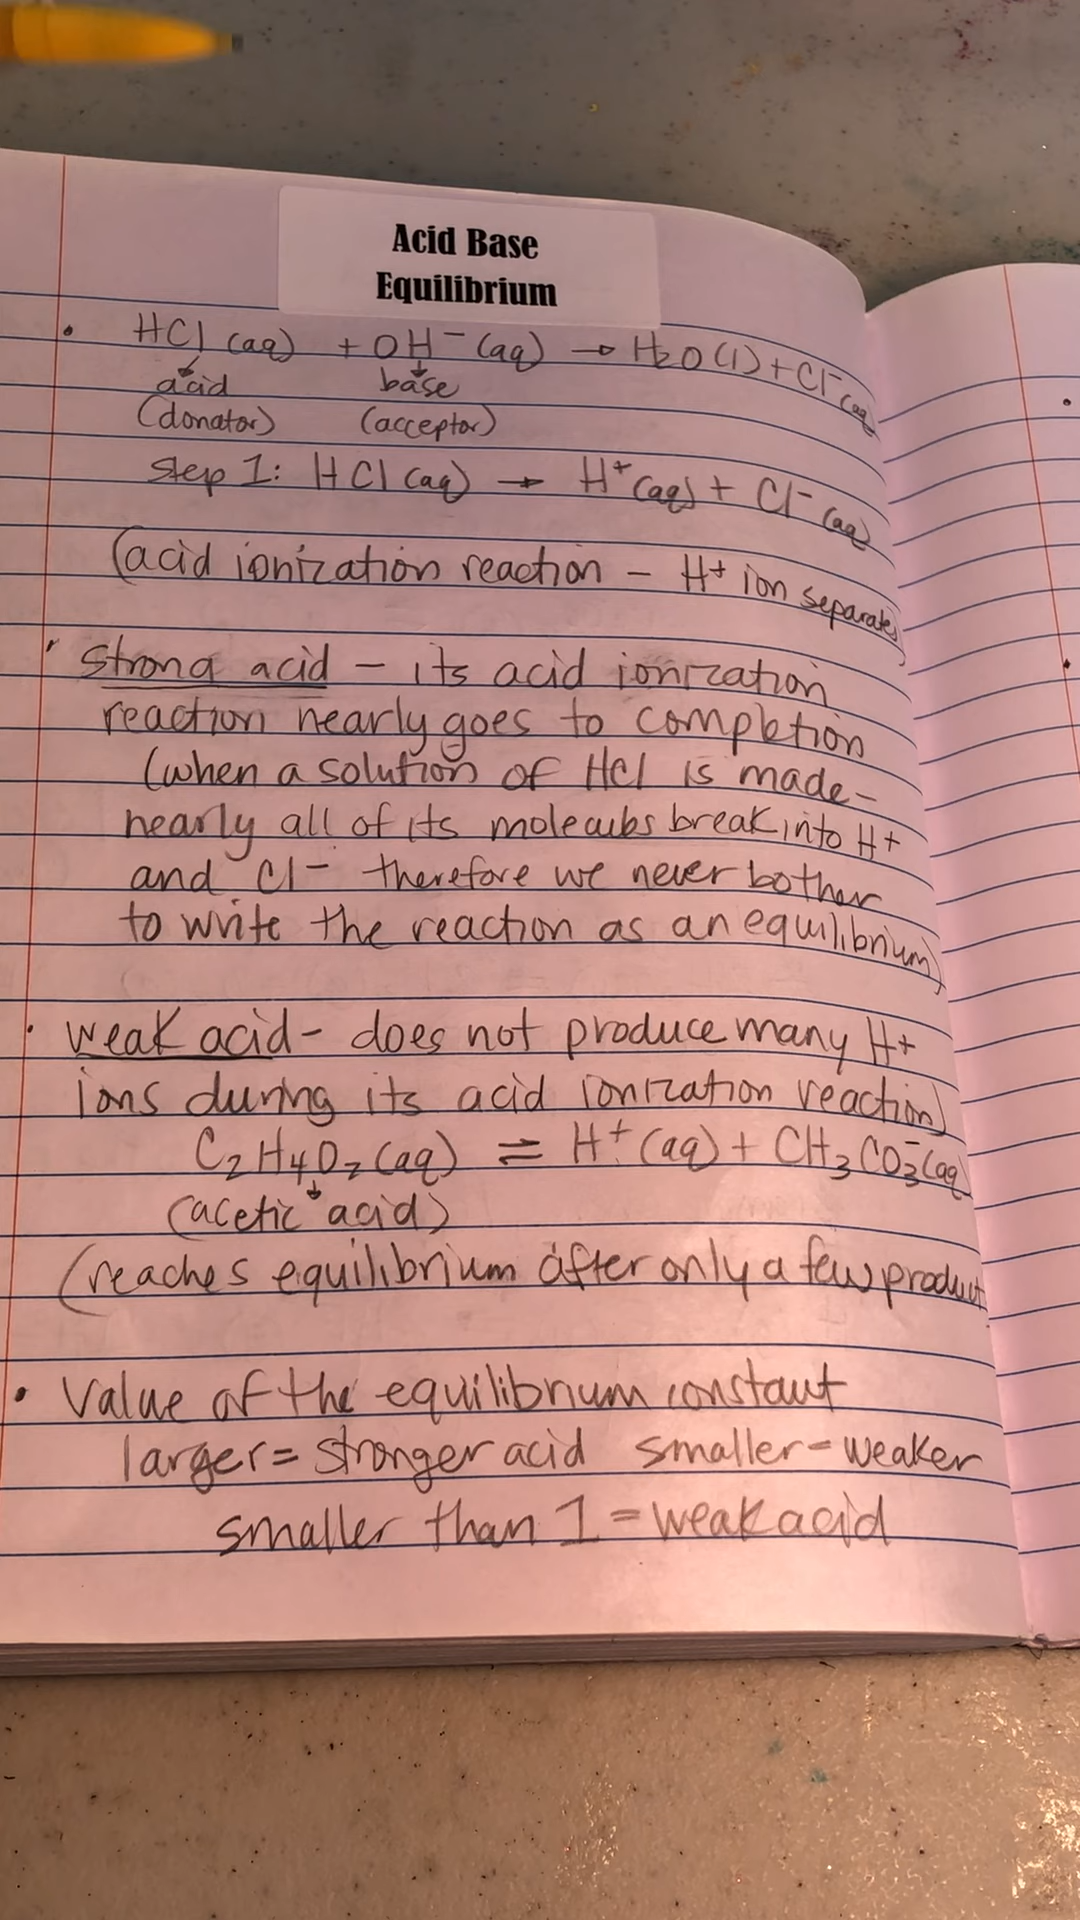 Acid Base
Equilibrium
• HCl (aq) + OH⁻ (aq) → H₂O (l) + Cl⁻ (aq)
acid base
(donator) (acceptor)
Step 1: HCl (aq) → H⁺ (aq) + Cl⁻ (aq)
(acid ionization reaction – H+ ion separates)
strong acid – its acid ionization
reaction nearly goes to completion
(when a solution of HCl is made–
nearly all of its molecules break into H+
and Cl– therefore we never bother
to write the reaction as an equilibrium)
• weak acid – does not produce many H+
ions during its acid ionization reaction)
C₂H₄O₂ (aq) ⇌ H⁺ (aq) + CH₃CO₃⁻ (aq)
(acetic acid)
(reaches equilibrium after only a few product
• Value of the equilibrium constant
larger = stronger acid smaller = weaker
smaller than 1 = weak acid